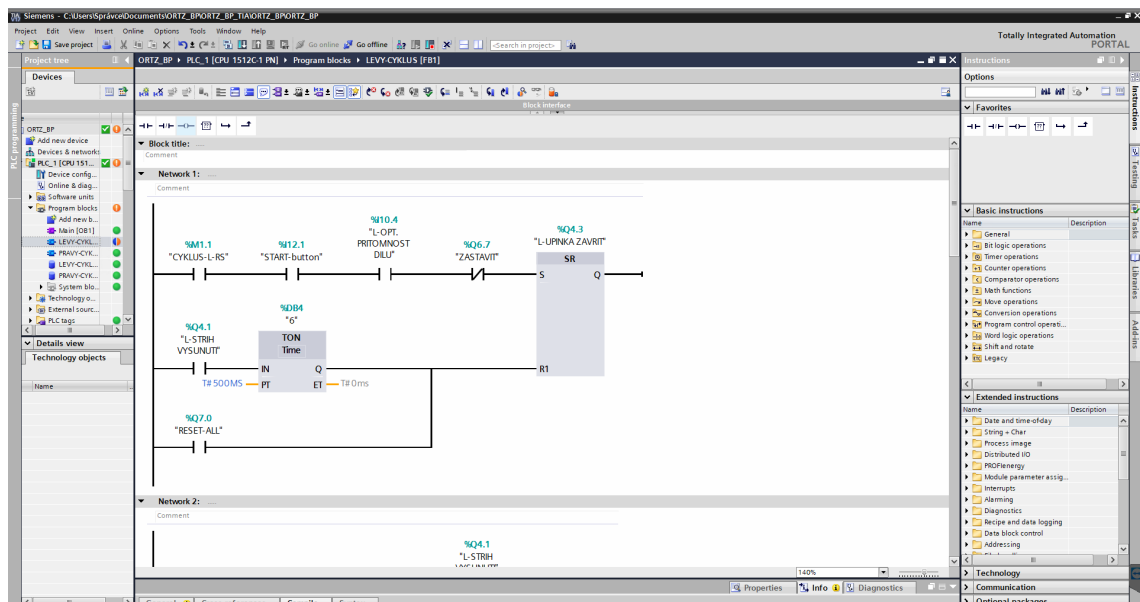 Siemens - C:\Users\Správce\Documents\ORTZ_BP\ORTZ_BP_TIA\ORTZ_BP\ORTZ_BP
Project Edit View Insert Online Options Tools Window Help
Totally Integrated Automation
PORTAL
Save project Go online Go offline <Search in project>
Project tree
ORTZ_BP PLC_1 [CPU 1512C-1 PN] Program blocks LEVY-CYKLUS [FB1]
Instructions
Devices
Options
PLC programming
Block interface
Favorites
ORTZ_BP
Add new device
Devices & networks
PLC_1 [CPU 151...
Device config...
Online & diag...
Software units
Program blocks
Add new b...
Main [OB1]
LEVY-CYKL...
PRAVY-CYK...
LEVY-CYKL...
PRAVY-CYK...
System blo...
Technology o...
External sourc...
PLC tags
Details view
Technology objects
Name
Block title: ....
Comment
Network 1: ....
Comment
%M1.1
"CYKLUS-L-RS"
%I12.1
"START-button"
%I10.4
"L-OPT.
PRITOMNOST
DILU"
%Q6.7
"ZASTAVIT"
%Q4.3
"L-UPINKA ZAVRIT"
SR
S Q
%Q4.1
"L-STRIH
VYSUNUTI"
%DB4
"6"
TON
Time
IN Q
T#500MS PT ET T#0ms
R1
%Q7.0
"RESET-ALL"
Network 2: ....
Comment
%Q4.1
"L-STRIH
140%
Properties Info Diagnostics
Basic instructions
Name Description
General
Bit logic operations
Timer operations
Counter operations
Comparator operations
Math functions
Move operations
Conversion operations
Program control operati...
Word logic operations
Shift and rotate
Legacy
Extended instructions
Name Description
Date and time-of-day
String + Char
Process image
Distributed I/O
PROFIenergy
Module parameter assig...
Interrupts
Alarming
Diagnostics
Recipe and data logging
Data block control
Addressing
Technology
Communication
Optional packages
Instructions
Testing
Tasks
Libraries
Add-ins